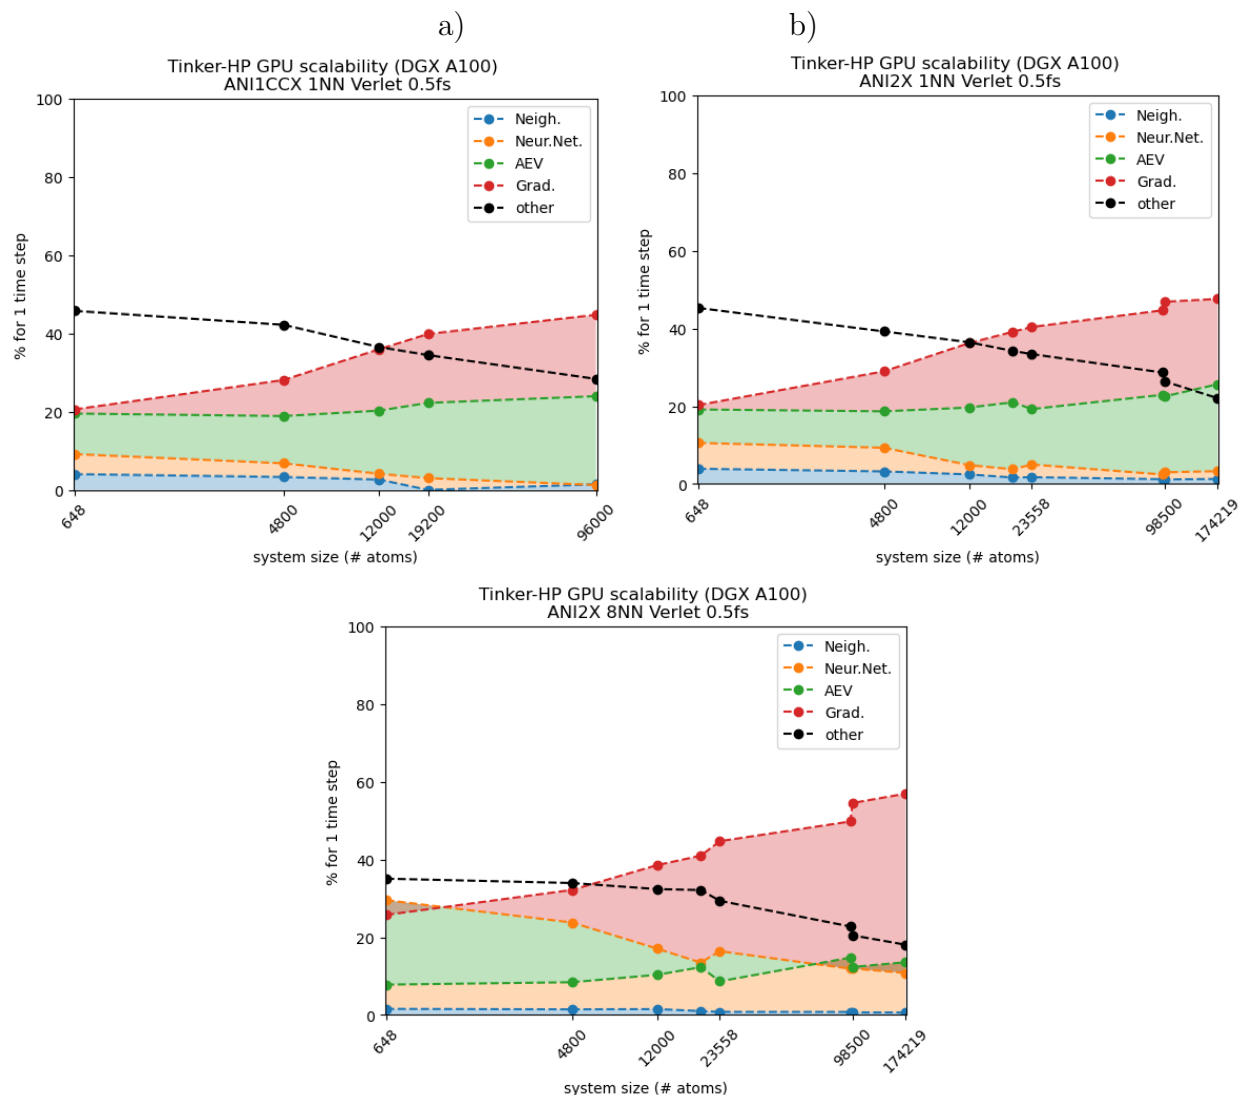 a)
b)
Tinker-HP GPU scalability (DGX A100)
ANI1CCX 1NN Verlet 0.5fs
100
80
60
40
20
0
% for 1 time step
Neigh.
Neur.Net.
AEV
Grad.
other
648
4800
12000
19200
96000
system size (# atoms)
Tinker-HP GPU scalability (DGX A100)
ANI2X 1NN Verlet 0.5fs
100
80
60
40
20
0
% for 1 time step
Neigh.
Neur.Net.
AEV
Grad.
other
648
4800
12000
23558
98500
174219
system size (# atoms)
Tinker-HP GPU scalability (DGX A100)
ANI2X 8NN Verlet 0.5fs
100
80
60
40
20
0
% for 1 time step
Neigh.
Neur.Net.
AEV
Grad.
other
648
4800
12000
23558
98500
174219
system size (# atoms)